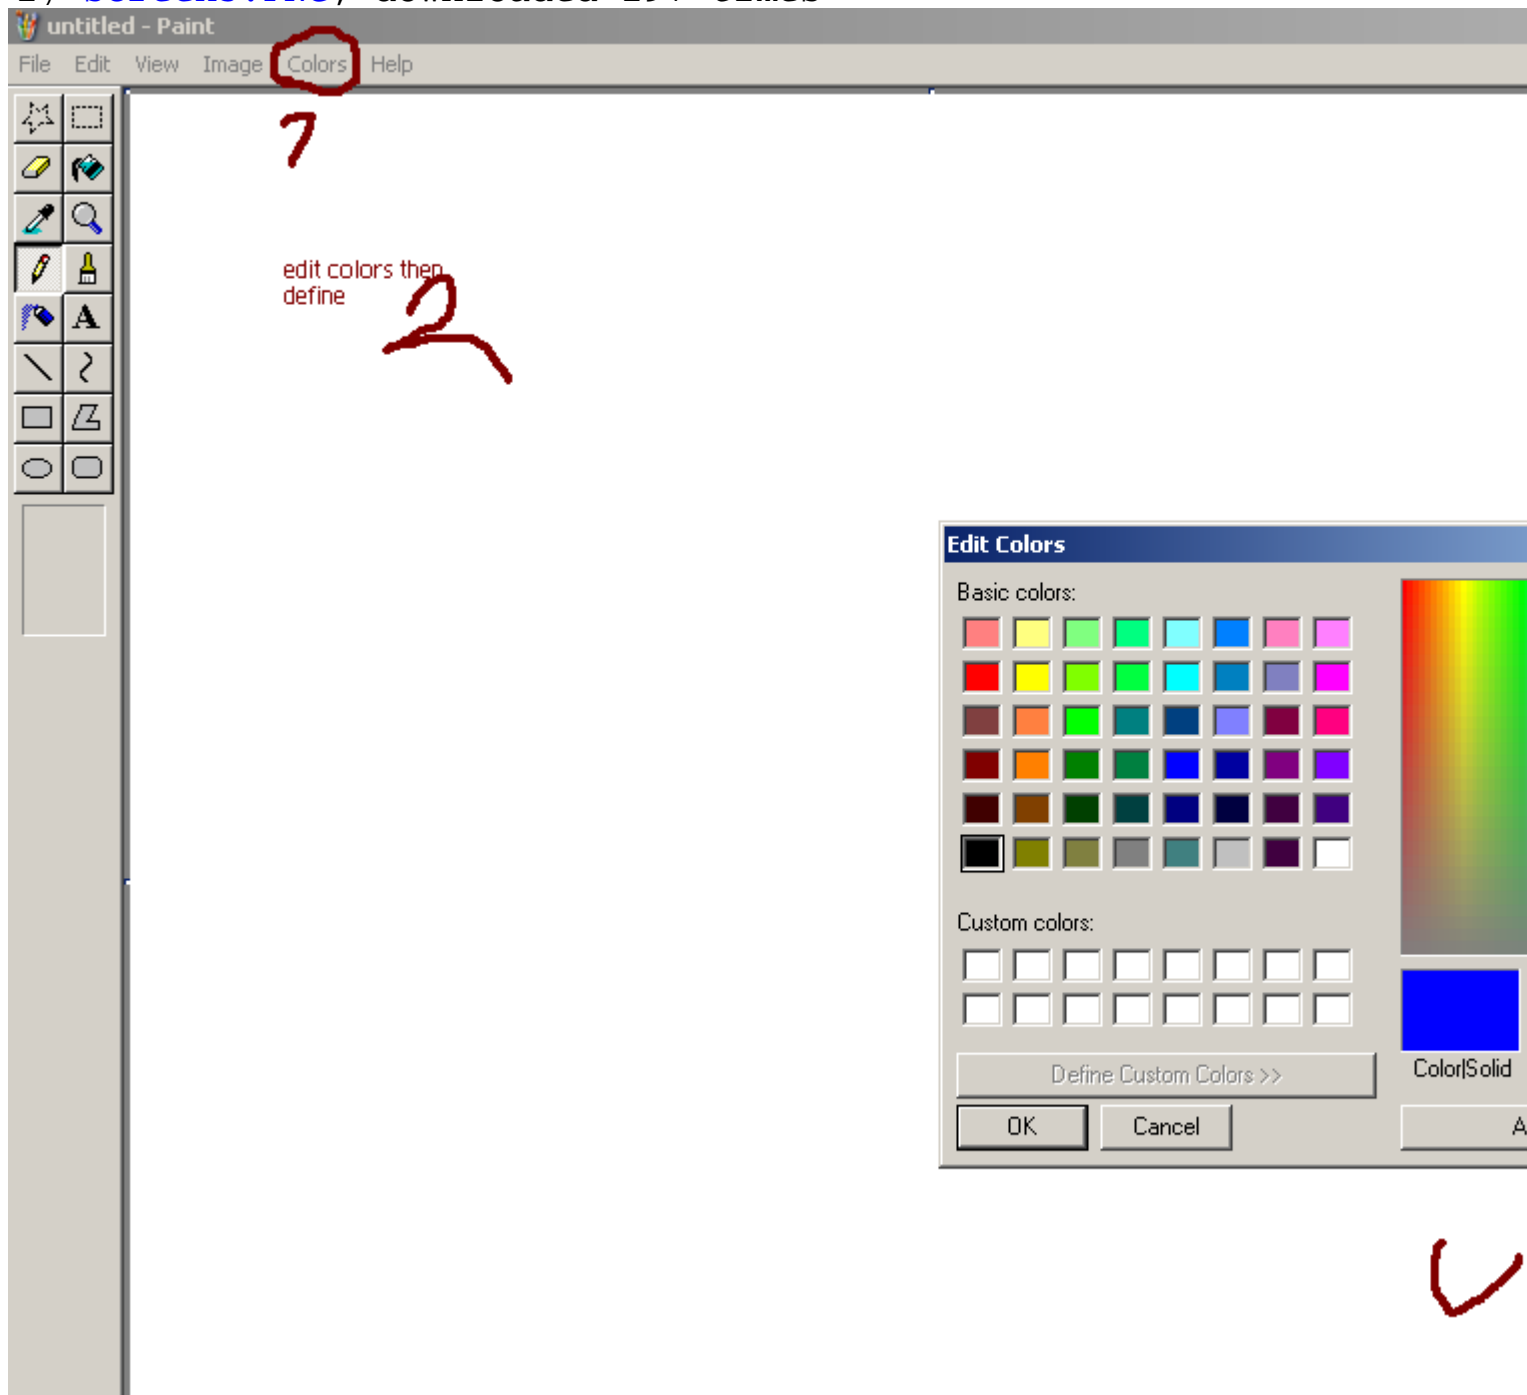 untitled - Paint
File Edit View Image Colors Help
edit colors then
define
2
Edit Colors
Basic colors:
Custom colors:
Define Custom Colors >>
Color|Solid
OK Cancel A